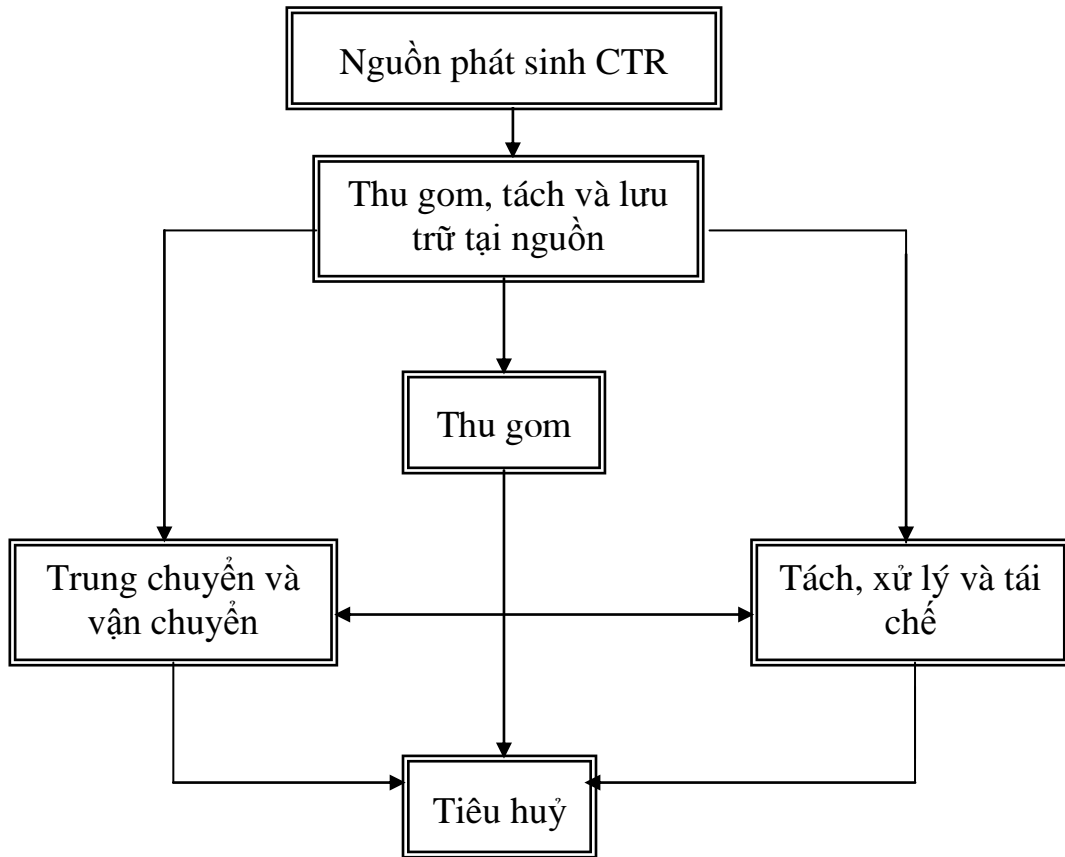 Nguồn phát sinh CTR
Thu gom, tách và lưu
trữ tại nguồn
Thu gom
Trung chuyển và
vận chuyển
Tách, xử lý và tái
chế
Tiêu huỷ